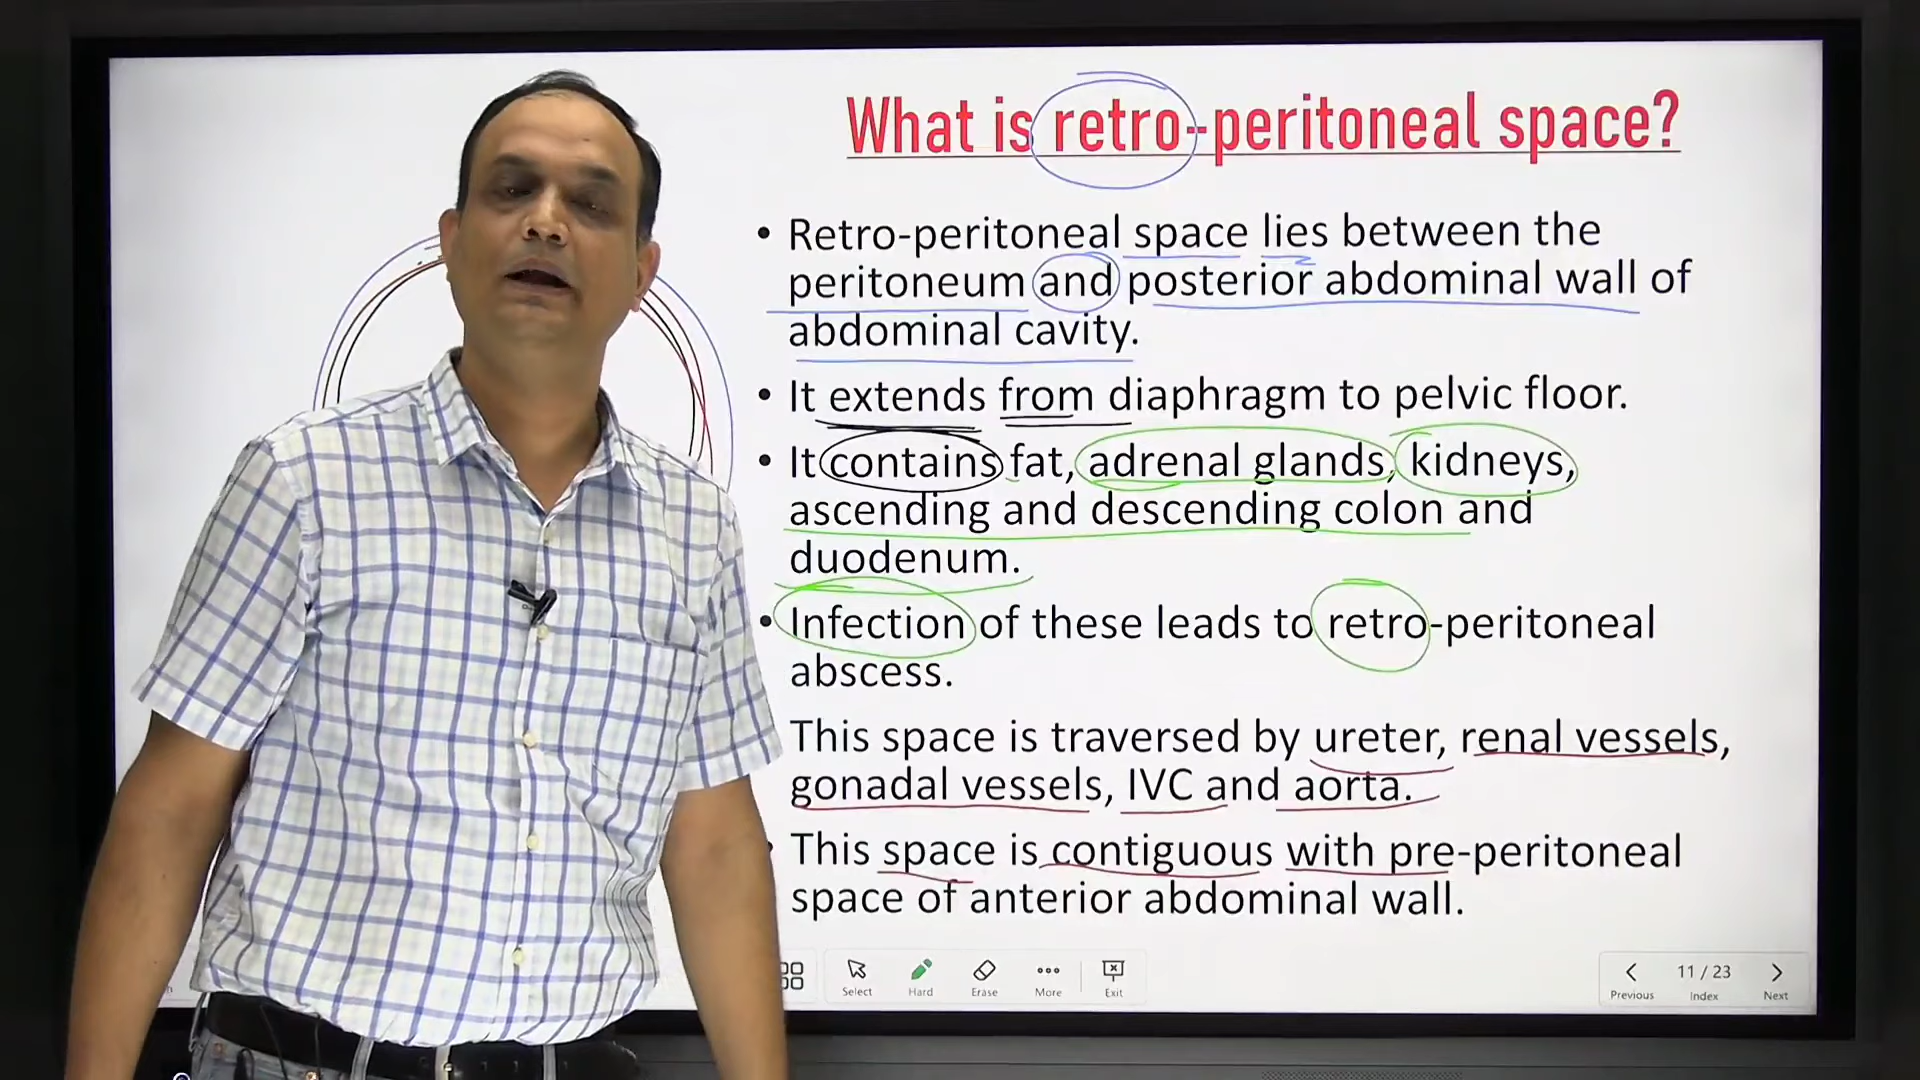 What is retro-peritoneal space?
• Retro-peritoneal space lies between the
peritoneum and posterior abdominal wall of
abdominal cavity.
• It extends from diaphragm to pelvic floor.
• It contains fat, adrenal glands, kidneys,
ascending and descending colon and
duodenum.
• Infection of these leads to retro-peritoneal
abscess.
This space is traversed by ureter, renal vessels,
gonadal vessels, IVC and aorta.
• This space is contiguous with pre-peritoneal
space of anterior abdominal wall.
Select Hard Erase More Exit
11 / 23
Previous Index Next